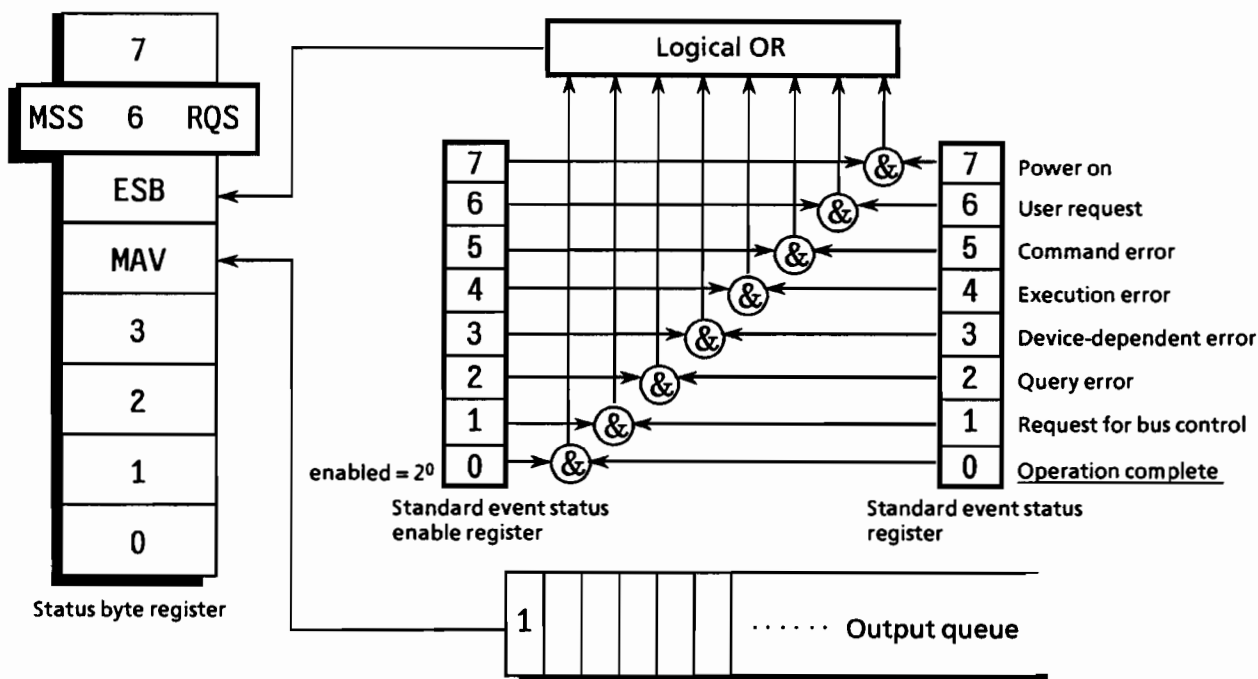 Logical OR
7
MSS 6 RQS
ESB
MAV
3
2
1
0
Status byte register
7 & 7 Power on
6 & 6 User request
5 & 5 Command error
4 & 4 Execution error
3 & 3 Device-dependent error
2 & 2 Query error
1 & 1 Request for bus control
enabled = 2⁰ 0 & 0 Operation complete
Standard event status
enable register
Standard event status
register
1 ...... Output queue